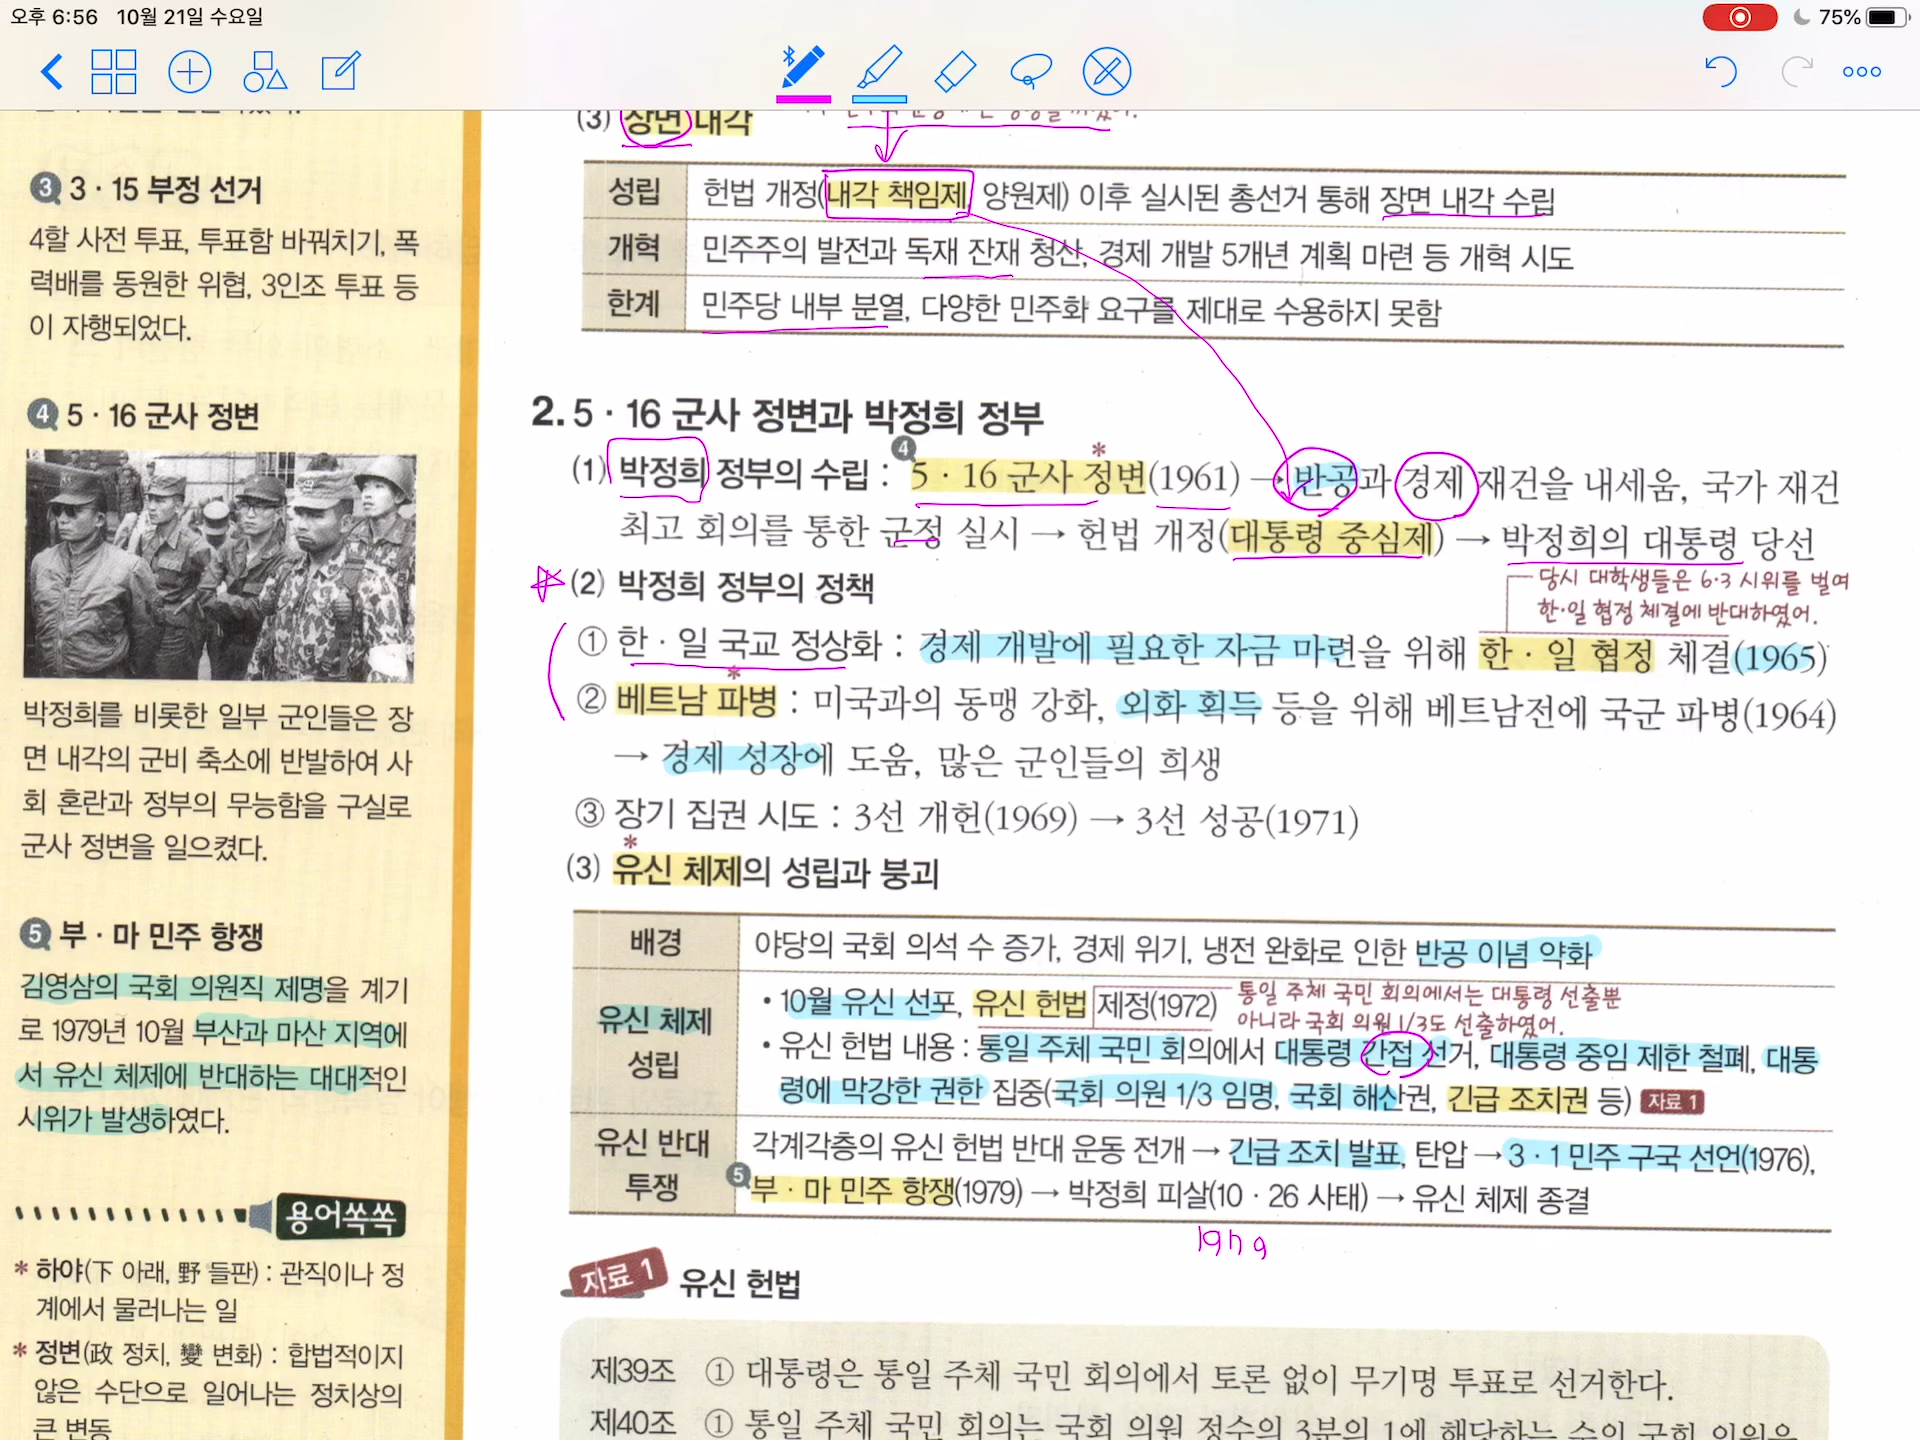 오후 6:56 10월 21일 수요일
75%
3 3·15 부정 선거
4할 사전 투표, 투표함 바꿔치기, 폭
력배를 동원한 위협, 3인조 투표 등
이 자행되었다.
4 5·16 군사 정변
박정희를 비롯한 일부 군인들은 장
면 내각의 군비 축소에 반발하여 사
회 혼란과 정부의 무능함을 구실로
군사 정변을 일으켰다.
5 부·마 민주 항쟁
김영삼의 국회 의원직 제명을 계기
로 1979년 10월 부산과 마산 지역에
서 유신 체제에 반대하는 대대적인
시위가 발생하였다.
용어쏙쏙
* 하야(下 아래, 野 들판) : 관직이나 정
계에서 물러나는 일
* 정변(政 정치, 變 변화) : 합법적이지
않은 수단으로 일어나는 정치상의
큰 변동
(3) 장면 내각
성립 헌법 개정(내각 책임제, 양원제) 이후 실시된 총선거 통해 장면 내각 수립
개혁 민주주의 발전과 독재 잔재 청산, 경제 개발 5개년 계획 마련 등 개혁 시도
한계 민주당 내부 분열, 다양한 민주화 요구를 제대로 수용하지 못함
2. 5·16 군사 정변과 박정희 정부
(1) 박정희 정부의 수립 : 4 5·16 군사 정변*(1961) → 반공과 경제 재건을 내세움, 국가 재건
최고 회의를 통한 군정 실시 → 헌법 개정(대통령 중심제) → 박정희의 대통령 당선
(2) 박정희 정부의 정책
당시 대학생들은 6·3 시위를 벌여
한·일 협정 체결에 반대하였어.
① 한·일 국교 정상화 : 경제 개발에 필요한 자금 마련을 위해 한·일 협정 체결(1965)
② 베트남 파병* : 미국과의 동맹 강화, 외화 획득 등을 위해 베트남전에 국군 파병(1964)
→ 경제 성장에 도움, 많은 군인들의 희생
③ 장기 집권 시도 : 3선 개헌(1969) → 3선 성공(1971)
(3) 유신* 체제의 성립과 붕괴
배경 야당의 국회 의석 수 증가, 경제 위기, 냉전 완화로 인한 반공 이념 약화
유신 체제
성립
• 10월 유신 선포, 유신 헌법 제정(1972)
통일 주체 국민 회의에서는 대통령 선출뿐
아니라 국회 의원 1/3도 선출하였어.
• 유신 헌법 내용 : 통일 주체 국민 회의에서 대통령 간접 선거, 대통령 중임 제한 철폐, 대통
령에 막강한 권한 집중(국회 의원 1/3 임명, 국회 해산권, 긴급 조치권 등) 자료 1
유신 반대
투쟁
각계각층의 유신 헌법 반대 운동 전개 → 긴급 조치 발표, 탄압 → 3·1 민주 구국 선언(1976),
5 부·마 민주 항쟁(1979) → 박정희 피살(10·26 사태) → 유신 체제 종결
1979
자료 1 유신 헌법
제39조 ① 대통령은 통일 주체 국민 회의에서 토론 없이 무기명 투표로 선거한다.
제40조 ① 통일 주체 국민 회의는 국회 의원 정수의 3분의 1에 해당하는 수의 국회 의원은